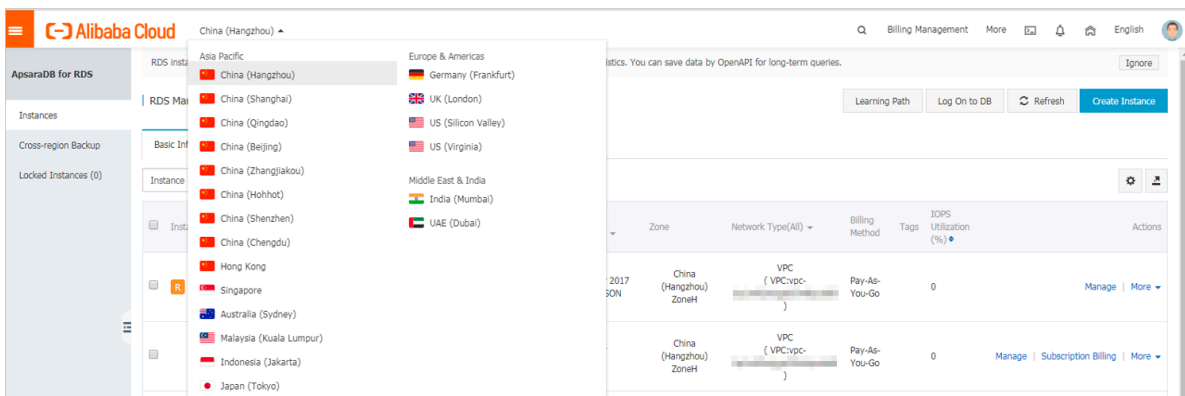 Alibaba Cloud
China (Hangzhou)
Billing Management
More
English
ApsaraDB for RDS
Instances
Cross-region Backup
Locked Instances (0)
RDS insta
istics. You can save data by OpenAPI for long-term queries.
Ignore
RDS Mar
Learning Path
Log On to DB
Refresh
Create Instance
Basic Inf
Instance
Asia Pacific
China (Hangzhou)
China (Shanghai)
China (Qingdao)
China (Beijing)
China (Zhangjiakou)
China (Hohhot)
China (Shenzhen)
China (Chengdu)
Hong Kong
Singapore
Australia (Sydney)
Malaysia (Kuala Lumpur)
Indonesia (Jakarta)
Japan (Tokyo)
Europe & Americas
Germany (Frankfurt)
UK (London)
US (Silicon Valley)
US (Virginia)
Middle East & India
India (Mumbai)
UAE (Dubai)
Insta
Zone
Network Type(All)
Billing
Method
Tags
IOPS
Utilization
(%)
Actions
R
2017
SON
China
(Hangzhou)
ZoneH
VPC
( VPC:vpc-
)
Pay-As-
You-Go
0
Manage | More
China
(Hangzhou)
ZoneH
VPC
( VPC:vpc-
)
Pay-As-
You-Go
0
Manage | Subscription Billing | More